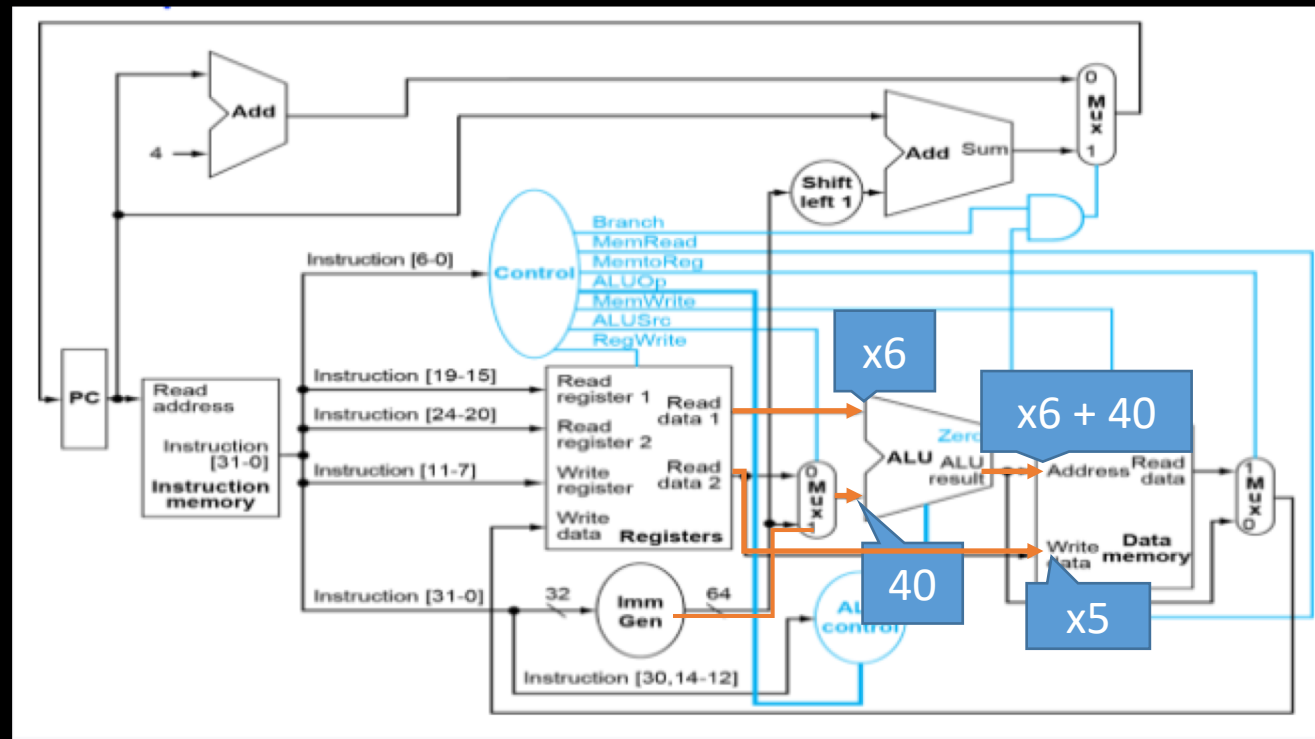 0
Mux
1
Add
4
Add Sum
Shift
left 1
Branch
MemRead
MemtoReg
ALUOp
MemWrite
ALUSrc
RegWrite
Control
Instruction [6-0]
x6
x6 + 40
PC
Read
address
Instruction
[31-0]
Instruction
memory
Instruction [19-15]
Instruction [24-20]
Instruction [11-7]
Read
register 1
Read
data 1
Read
register 2
Write
register
Read
data 2
Write
data
Registers
0
Mux
Zero
ALU
ALU
result
Address
Read
data
Write
data
Data
memory
1
Mux
0
40
x5
Instruction [31-0]
32
Imm
Gen
64
control
Instruction [30,14-12]